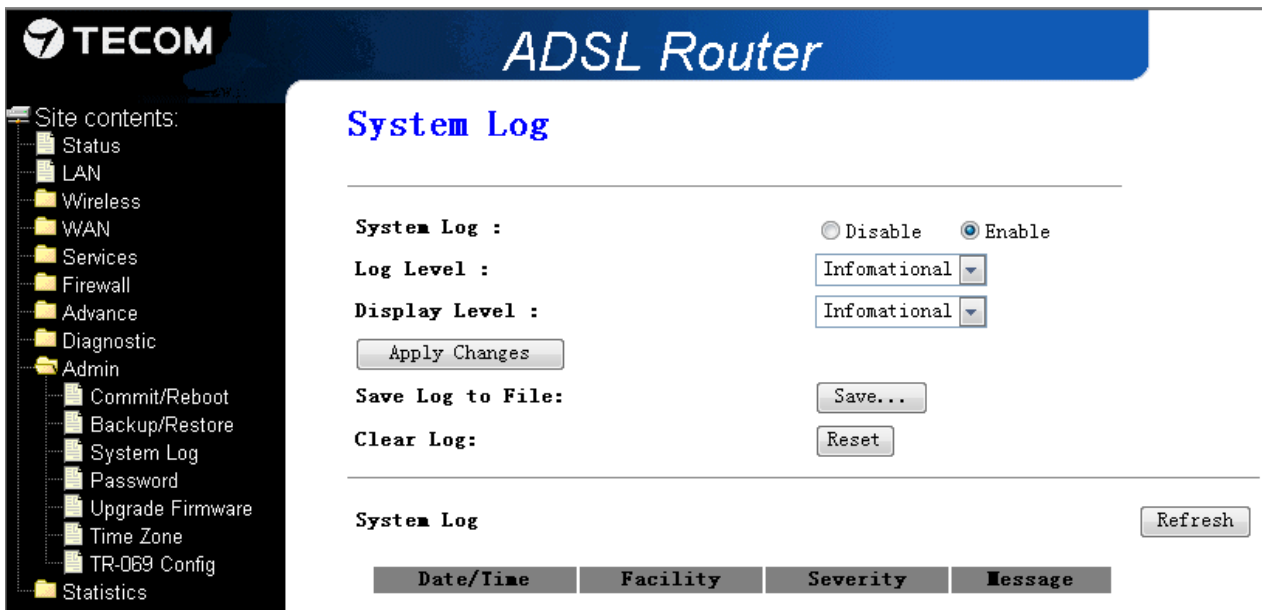 TECOM
ADSL Router
Site contents:
Status
LAN
Wireless
WAN
Services
Firewall
Advance
Diagnostic
Admin
Commit/Reboot
Backup/Restore
System Log
Password
Upgrade Firmware
Time Zone
TR-069 Config
Statistics
System Log
System Log : Disable Enable
Log Level : Infomational
Display Level : Infomational
Apply Changes
Save Log to File: Save...
Clear Log: Reset
System Log Refresh
Date/Time Facility Severity Message